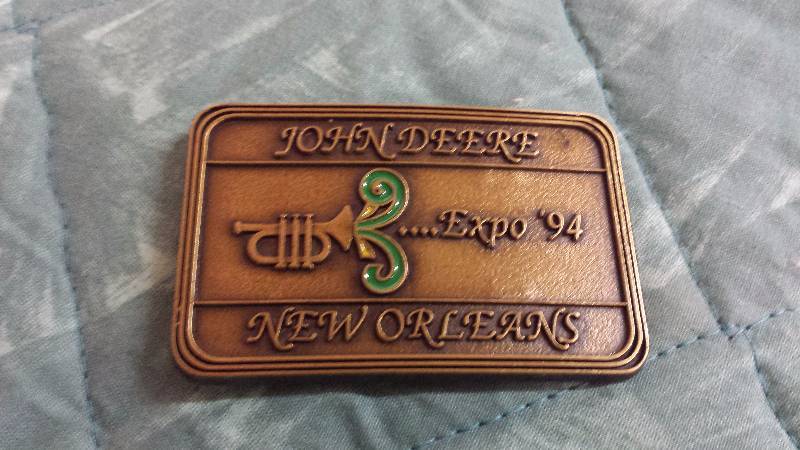 JOHN DEERE
....Expo '94
NEW ORLEANS